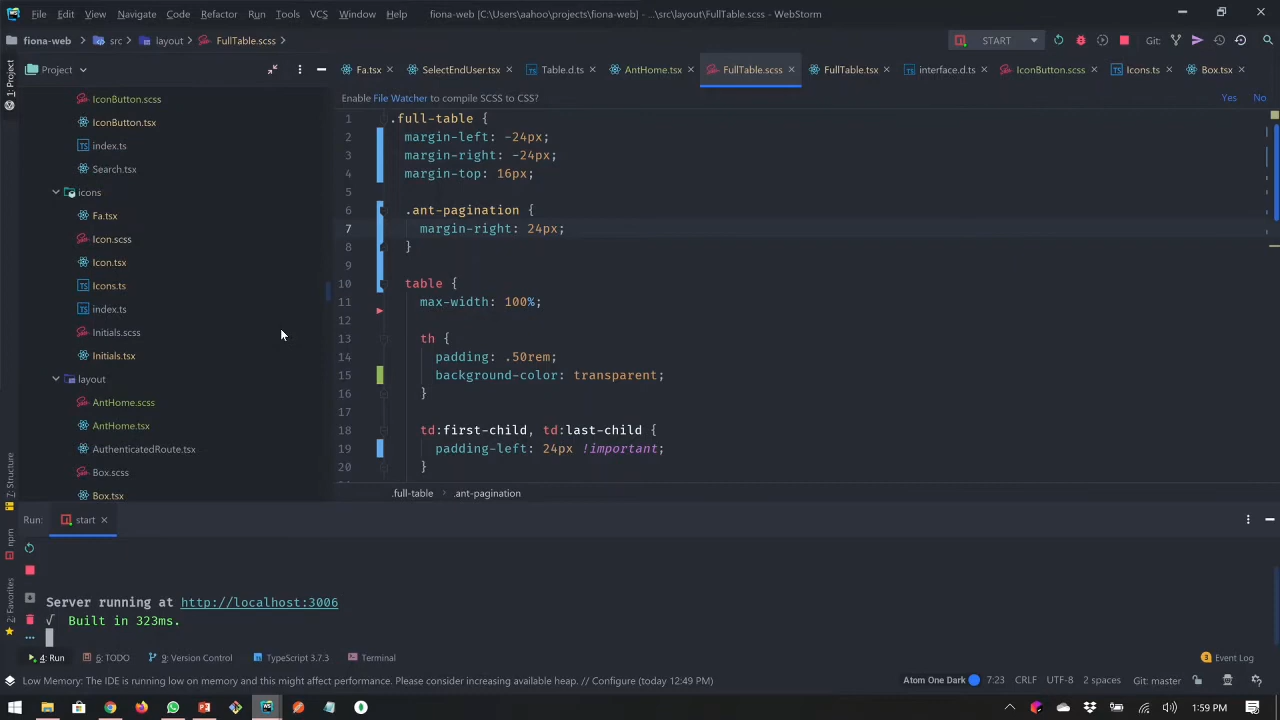 File Edit View Navigate Code Refactor Run Tools VCS Window Help fiona-web [C:\Users\aahoo\projects\fiona-web] - ...\src\layout\FullTable.scss - WebStorm
fiona-web src layout FullTable.scss START Git:
1: Project
Project
Fa.tsx SelectEndUser.tsx Table.d.ts AntHome.tsx FullTable.scss FullTable.tsx interface.d.ts IconButton.scss Icons.ts Box.tsx
Enable File Watcher to compile SCSS to CSS? Yes No
IconButton.scss
IconButton.tsx
index.ts
Search.tsx
icons
Fa.tsx
Icon.scss
Icon.tsx
Icons.ts
index.ts
Initials.scss
Initials.tsx
layout
AntHome.scss
AntHome.tsx
AuthenticatedRoute.tsx
Box.scss
Box.tsx
1 .full-table {
2 margin-left: -24px;
3 margin-right: -24px;
4 margin-top: 16px;
5
6 .ant-pagination {
7 margin-right: 24px;
8 }
9
10 table {
11 max-width: 100%;
12
13 th {
14 padding: .50rem;
15 background-color: transparent;
16 }
17
18 td:first-child, td:last-child {
19 padding-left: 24px !important;
20 }
.full-table .ant-pagination
7: Structure
npm
2: Favorites
Run: start
Server running at http://localhost:3006
√ Built in 323ms.
4: Run 6: TODO 9: Version Control TypeScript 3.7.3 Terminal 3 Event Log
Low Memory: The IDE is running low on memory and this might affect performance. Please consider increasing available heap. // Configure (today 12:49 PM) Atom One Dark 7:23 CRLF UTF-8 2 spaces Git: master
WS 1:59 PM